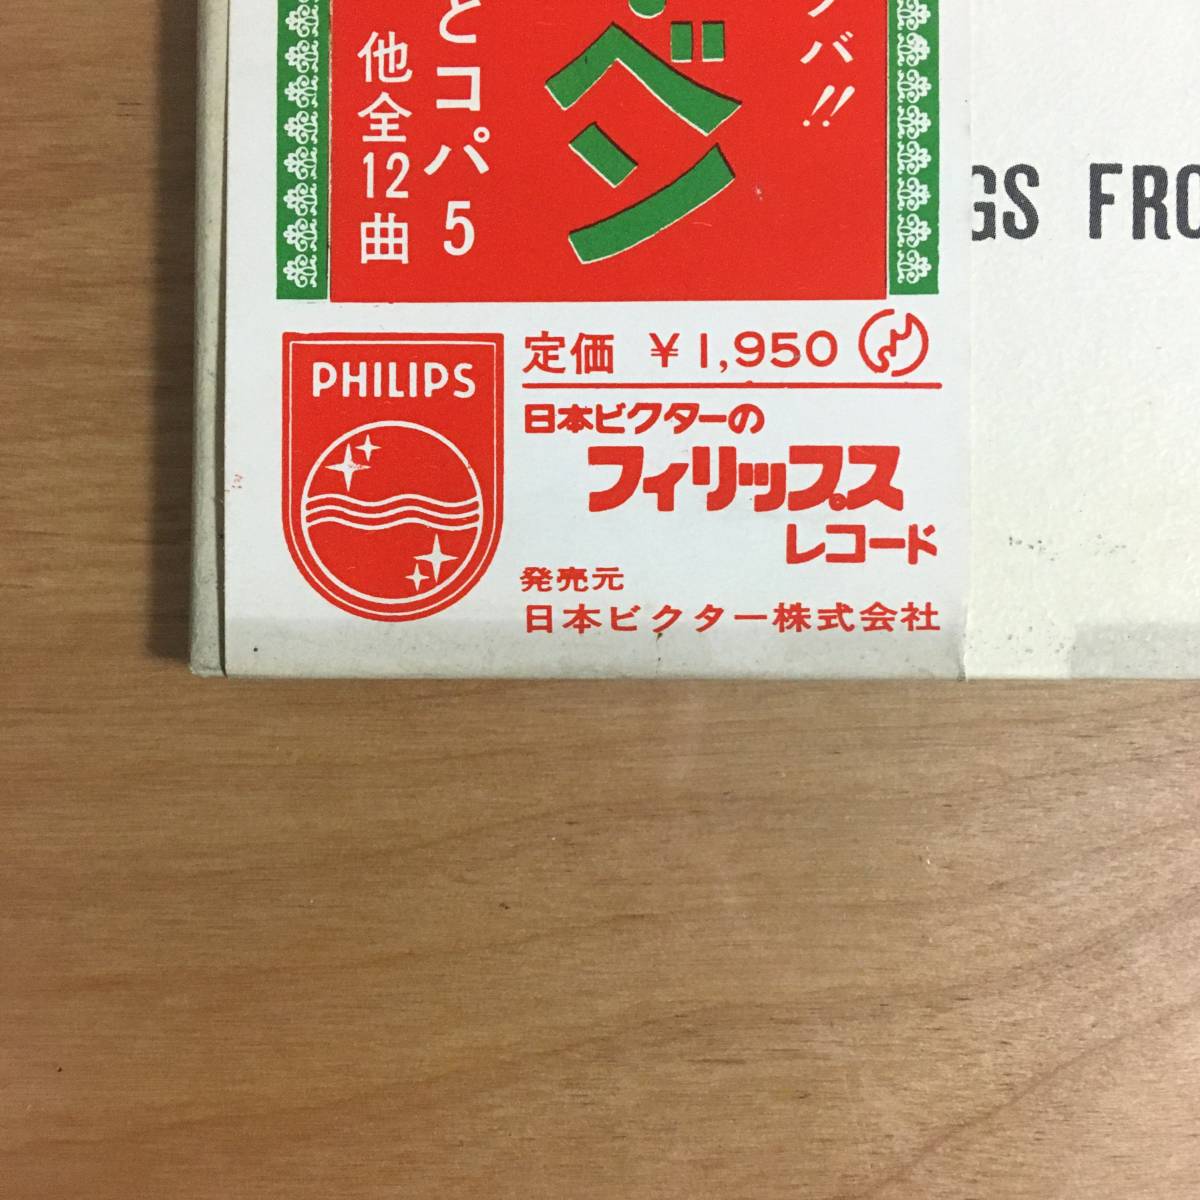 バ!!
ベン
とコパ5
他全12曲
GS FRO
PHILIPS
定価 ¥1,950
日本ビクターの
フィリップス
レコード
発売元
日本ビクター株式会社